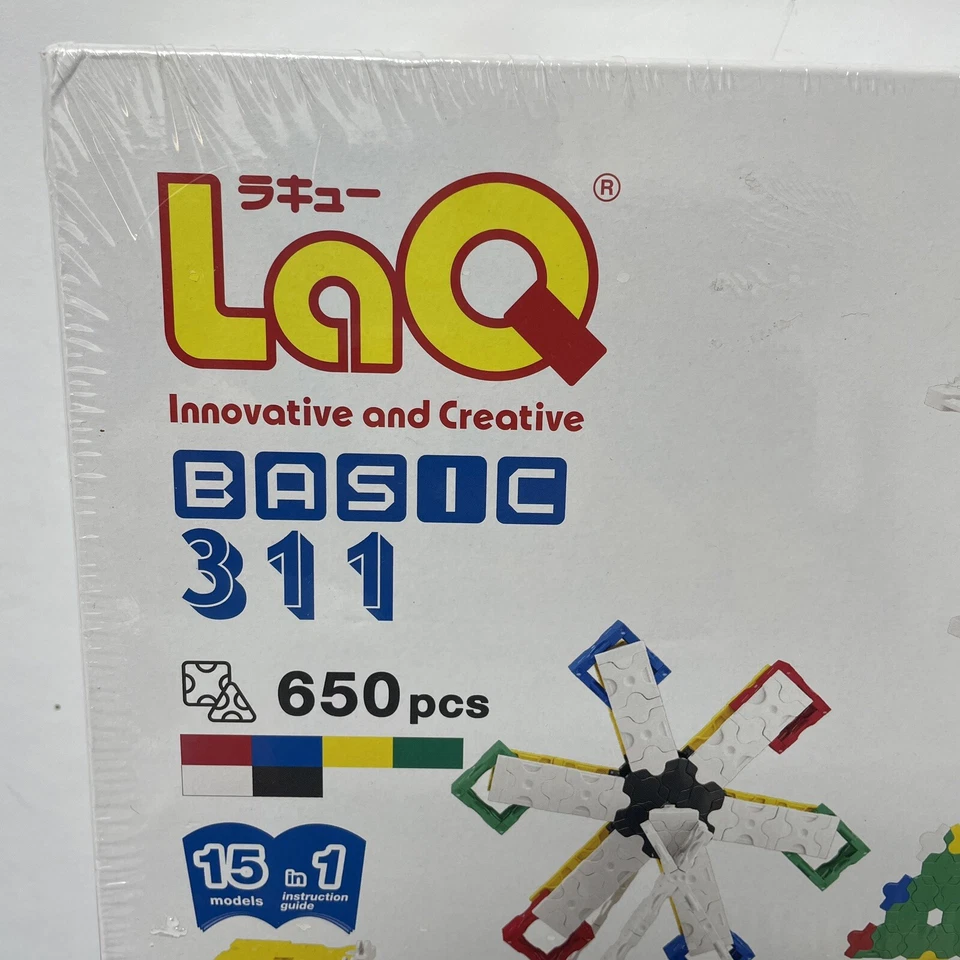 ラキュー
LaQ ®
Innovative and Creative
BASIC
311
650 pcs
15 in 1
models instruction guide